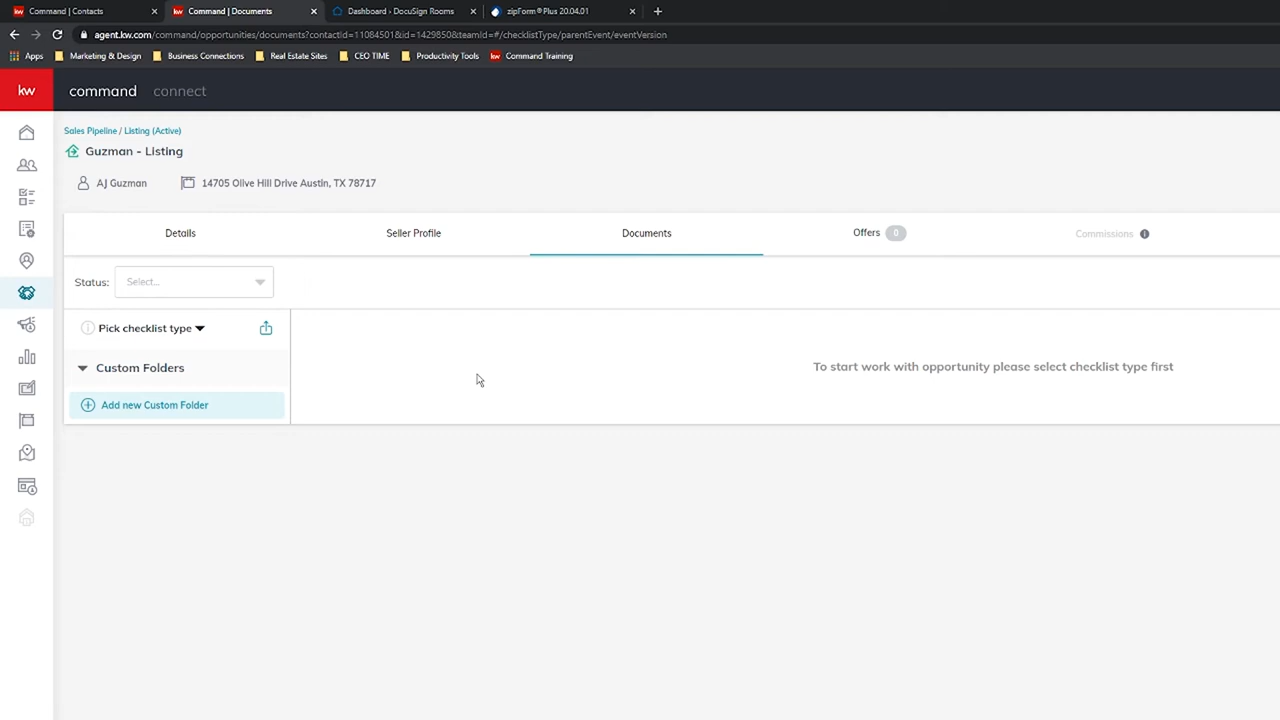 Command | Contacts
Command | Documents
Dashboard › DocuSign Rooms
zipForm®Plus 20.04.01
agent.kw.com/command/opportunities/documents?contactId=11084501&id=1429850&teamId=#/checklistType/parentEvent/eventVersion
Apps Marketing & Design Business Connections Real Estate Sites CEO TIME Productivity Tools Command Training
kw command connect
Sales Pipeline / Listing (Active)
Guzman - Listing
AJ Guzman 14705 Olive Hill Drive Austin, TX 78717
Details Seller Profile Documents Offers 0 Commissions
Status: Select...
Pick checklist type
Custom Folders
To start work with opportunity please select checklist type first
Add new Custom Folder